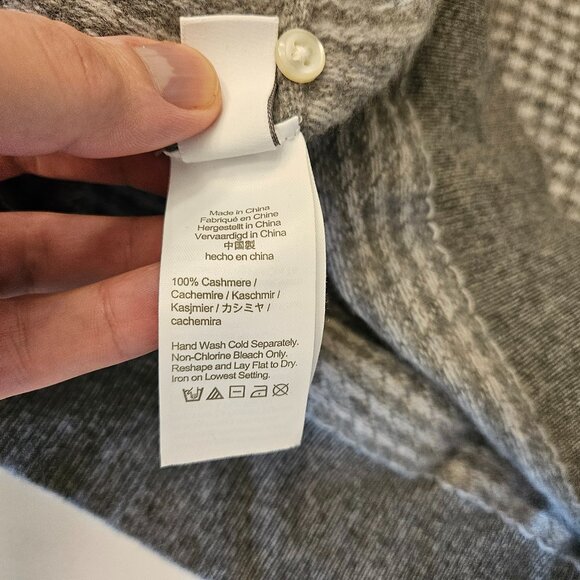 Made in China
Fabriqué en Chine
Hergestellt in China
Vervaardigd in China
中国製
hecho en china
100% Cashmere /
Cachemire / Kaschmir /
Kasjmier / カシミヤ /
cachemira
Hand Wash Cold Separately.
Non-Chlorine Bleach Only.
Reshape and Lay Flat to Dry.
Iron on Lowest Setting.